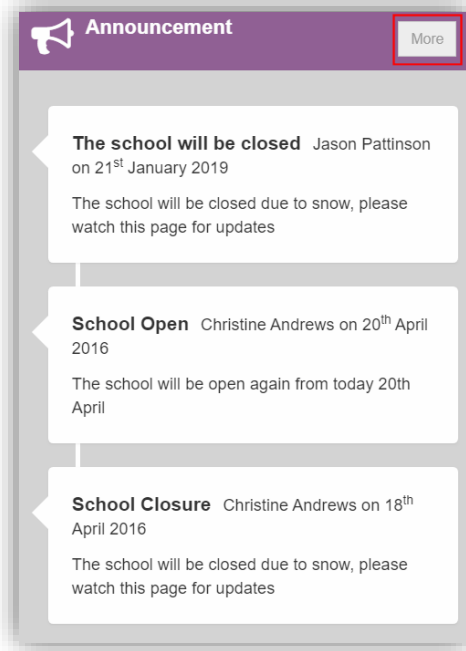 Announcement
More
The school will be closed Jason Pattinson
on 21st January 2019
The school will be closed due to snow, please
watch this page for updates
School Open Christine Andrews on 20th April
2016
The school will be open again from today 20th
April
School Closure Christine Andrews on 18th
April 2016
The school will be closed due to snow, please
watch this page for updates